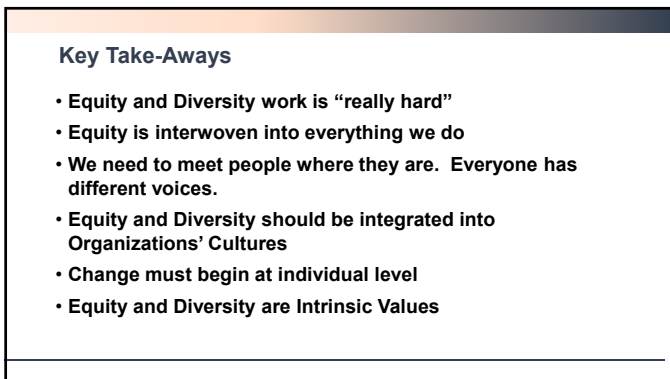 Key Take-Aways
• Equity and Diversity work is “really hard”
• Equity is interwoven into everything we do
• We need to meet people where they are.  Everyone has
different voices.
• Equity and Diversity should be integrated into
Organizations’ Cultures
• Change must begin at individual level
• Equity and Diversity are Intrinsic Values